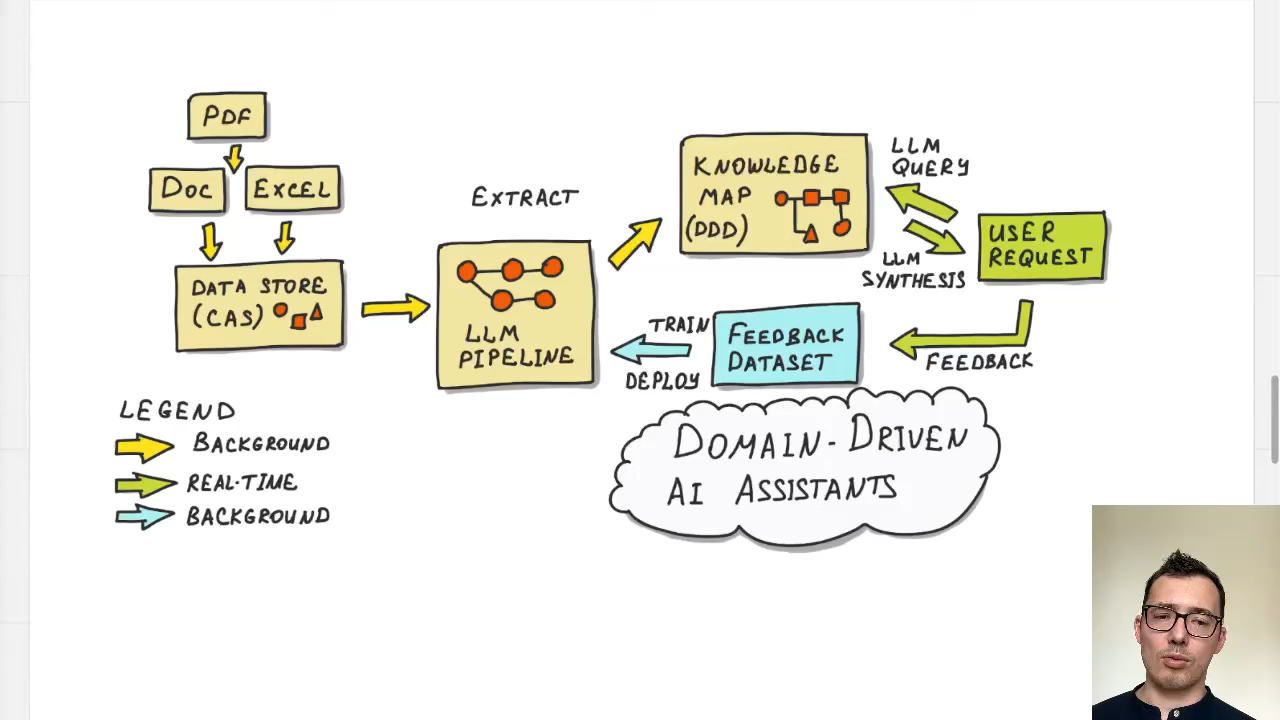 PDF
DOC
EXCEL
DATA STORE
(CAS)
EXTRACT
LLM
PIPELINE
KNOWLEDGE
MAP
(DDD)
LLM
QUERY
USER
REQUEST
LLM
SYNTHESIS
TRAIN
DEPLOY
FEEDBACK
DATASET
FEEDBACK
LEGEND
BACKGROUND
REAL-TIME
BACKGROUND
DOMAIN-DRIVEN
AI ASSISTANTS